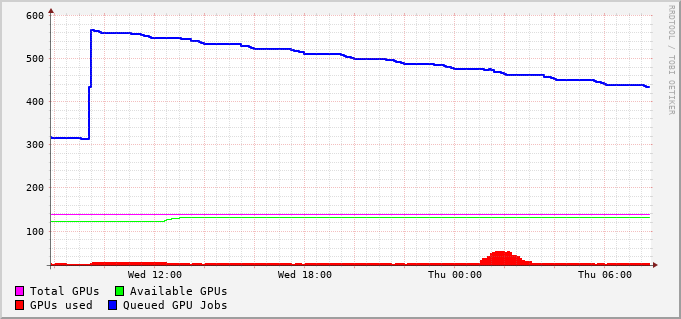 RRDTOOL / TOBI OETIKER
600
500
400
300
200
100
Wed 12:00 Wed 18:00 Thu 00:00 Thu 06:00
Total GPUs Available GPUs
GPUs used Queued GPU Jobs